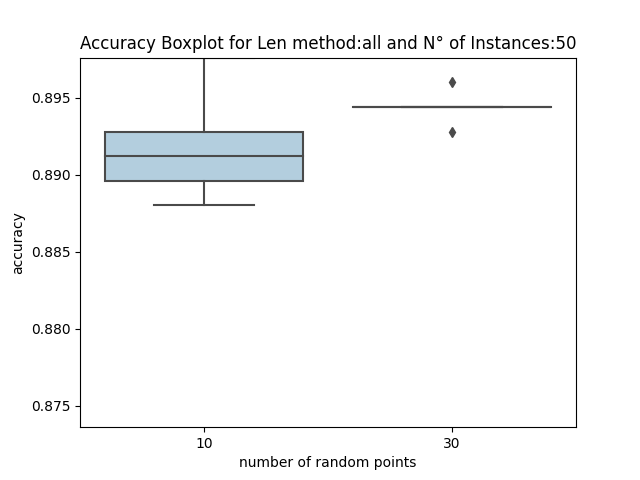 Accuracy Boxplot for Len method:all and N° of Instances:50
0.895
0.890
0.885
0.880
0.875
accuracy
10
30
number of random points